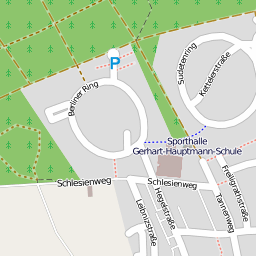 P
Berliner Ring
Sudetenring
Kettelerstraße
Sporthalle
Gerhart-Hauptmann-Schule
Schlesienweg
Schlesienweg
Freiligrathstraße
Hegelstraße
Leibnizstraße
Tannenweg